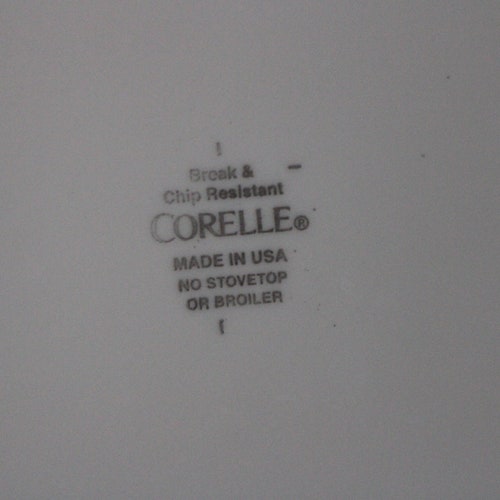 Break &
Chip Resistant
CORELLE®
MADE IN USA
NO STOVETOP
OR BROILER